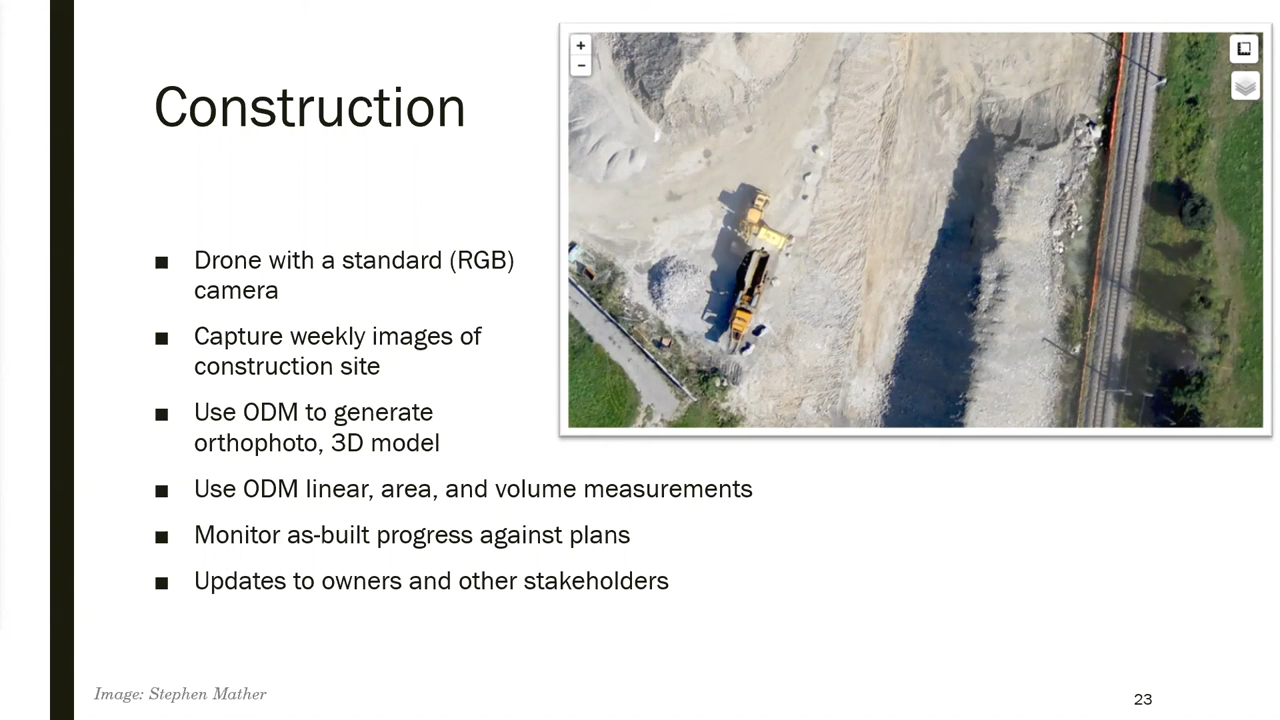 Construction
+
−
■ Drone with a standard (RGB)
camera
■ Capture weekly images of
construction site
■ Use ODM to generate
orthophoto, 3D model
■ Use ODM linear, area, and volume measurements
■ Monitor as-built progress against plans
■ Updates to owners and other stakeholders
Image: Stephen Mather
23